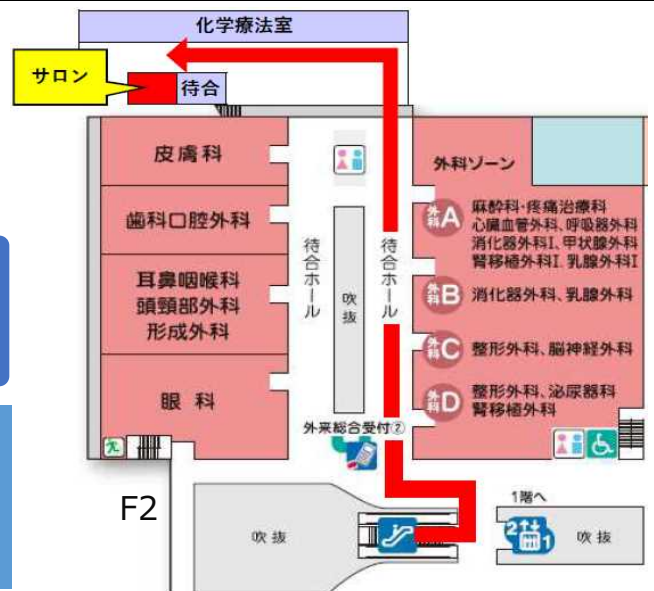 化学療法室
サロン
待合
皮膚科
歯科口腔外科
耳鼻咽喉科
頭頸部外科
形成外科
眼 科
待合ホール
吹抜
待合ホール
外科ゾーン
外科A
麻酔科・疼痛治療科
心臓血管外科、呼吸器外科
消化器外科Ⅰ、甲状腺外科
腎移植外科Ⅰ、乳腺外科Ⅰ
外科B
消化器外科、乳腺外科
外科C
整形外科、脳神経外科
外科D
整形外科、泌尿器科
腎移植外科
外来総合受付②
F2
吹 抜
1階へ
2
1
吹 抜